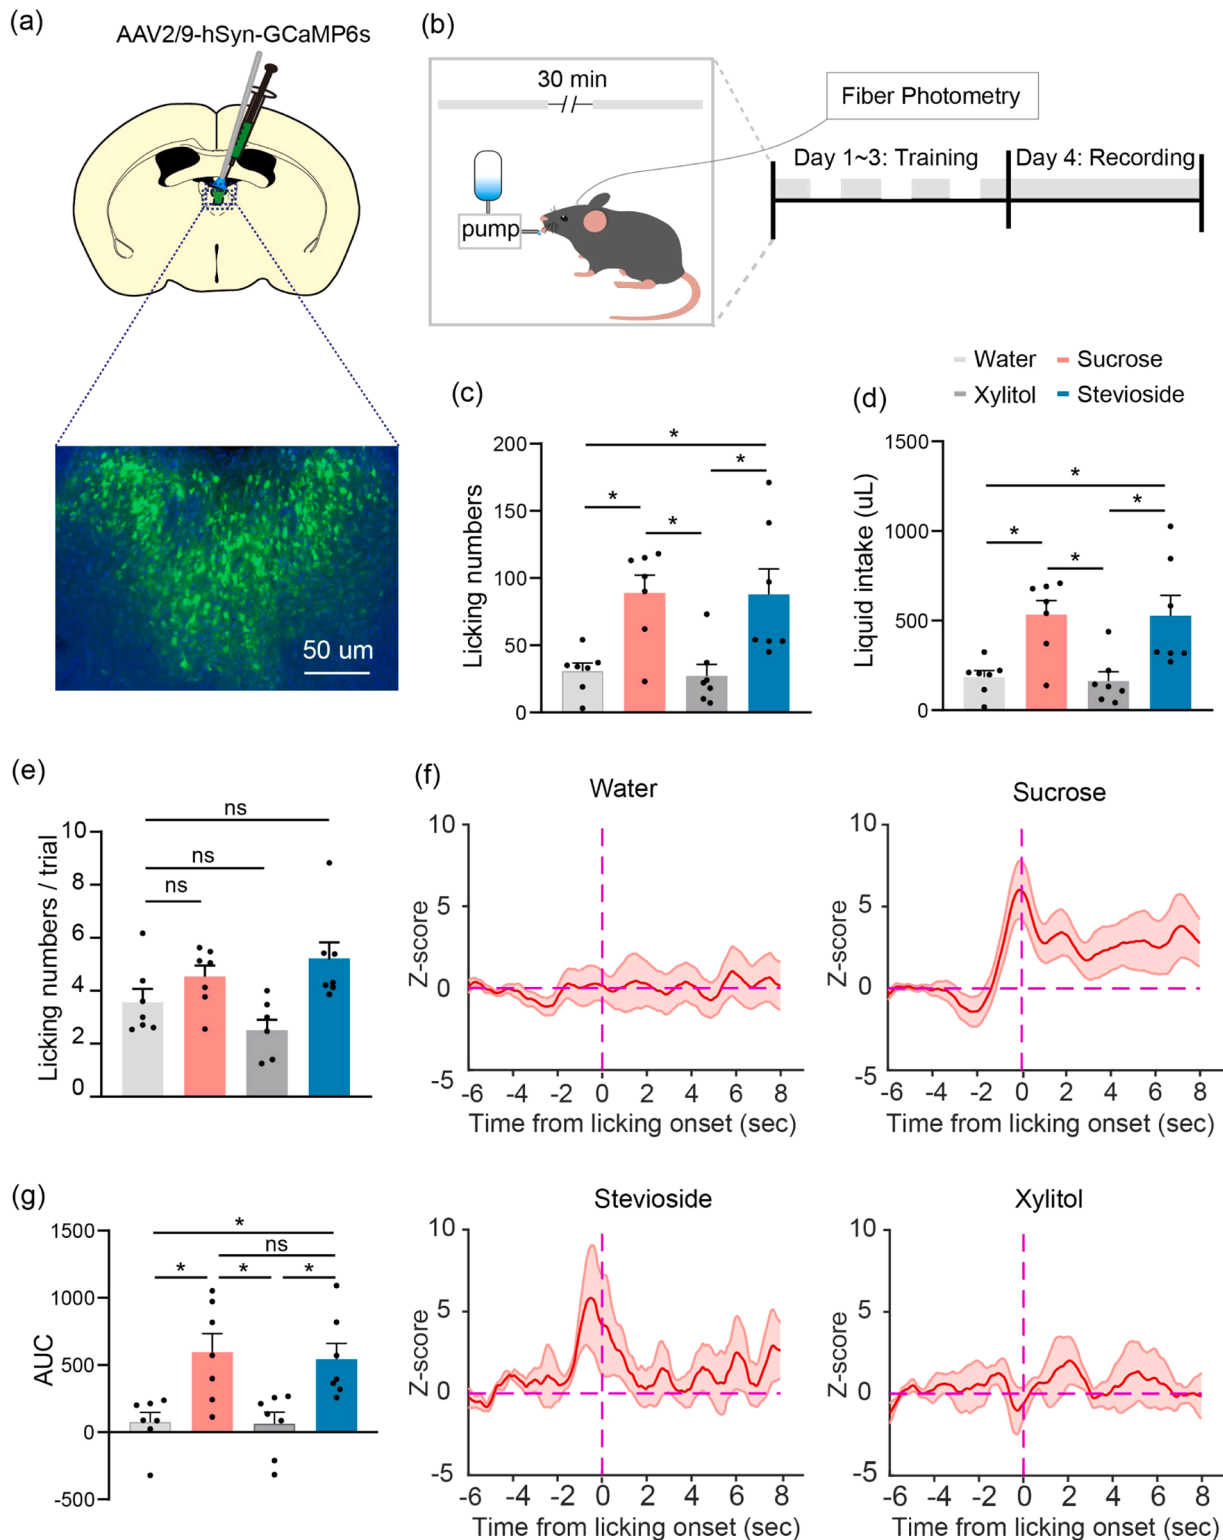 (a)
AAV2/9-hSyn-GCaMP6s
50 um
(b)
30 min
pump
Fiber Photometry
Day 1~3: Training
Day 4: Recording
Water
Sucrose
Xylitol
Stevioside
(c)
Licking numbers
200
150
100
50
0
*
*
*
*
(d)
Liquid intake (uL)
1500
1000
500
0
*
*
*
*
(e)
Licking numbers / trial
10
8
6
4
2
0
ns
ns
ns
(f)
Water
Z-score
10
5
0
-5
-6 -4 -2 0 2 4 6 8
Time from licking onset (sec)
Sucrose
Z-score
10
5
0
-5
-6 -4 -2 0 2 4 6 8
Time from licking onset (sec)
(g)
AUC
1500
1000
500
0
-500
*
ns
* * *
Stevioside
Z-score
10
5
0
-5
-6 -4 -2 0 2 4 6 8
Time from licking onset (sec)
Xylitol
Z-score
10
5
0
-5
-6 -4 -2 0 2 4 6 8
Time from licking onset (sec)